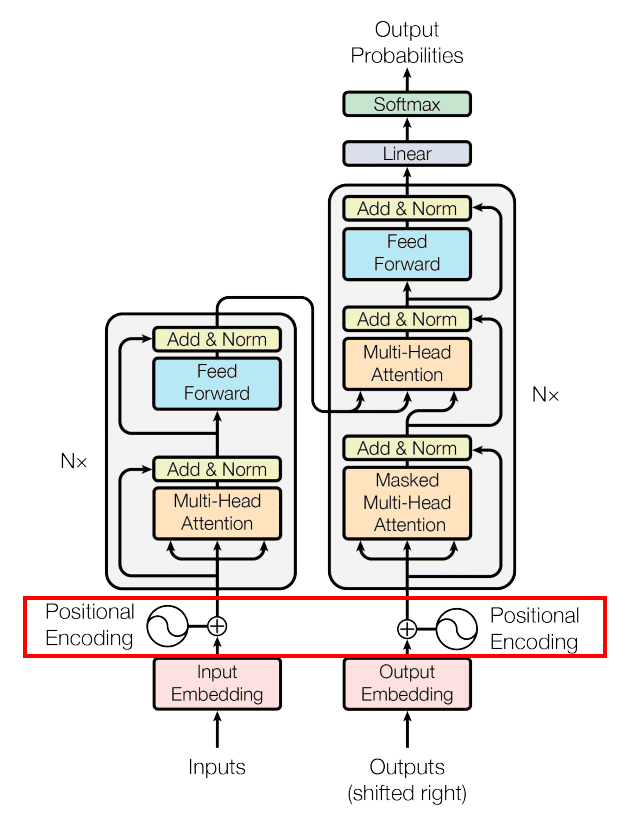 Output
Probabilities
Softmax
Linear
Add & Norm
Feed
Forward
Add & Norm
Multi-Head
Attention
Add & Norm
Masked
Multi-Head
Attention
N×
Add & Norm
Feed
Forward
Add & Norm
Multi-Head
Attention
N×
Positional
Encoding
Positional
Encoding
Input
Embedding
Output
Embedding
Inputs
Outputs
(shifted right)